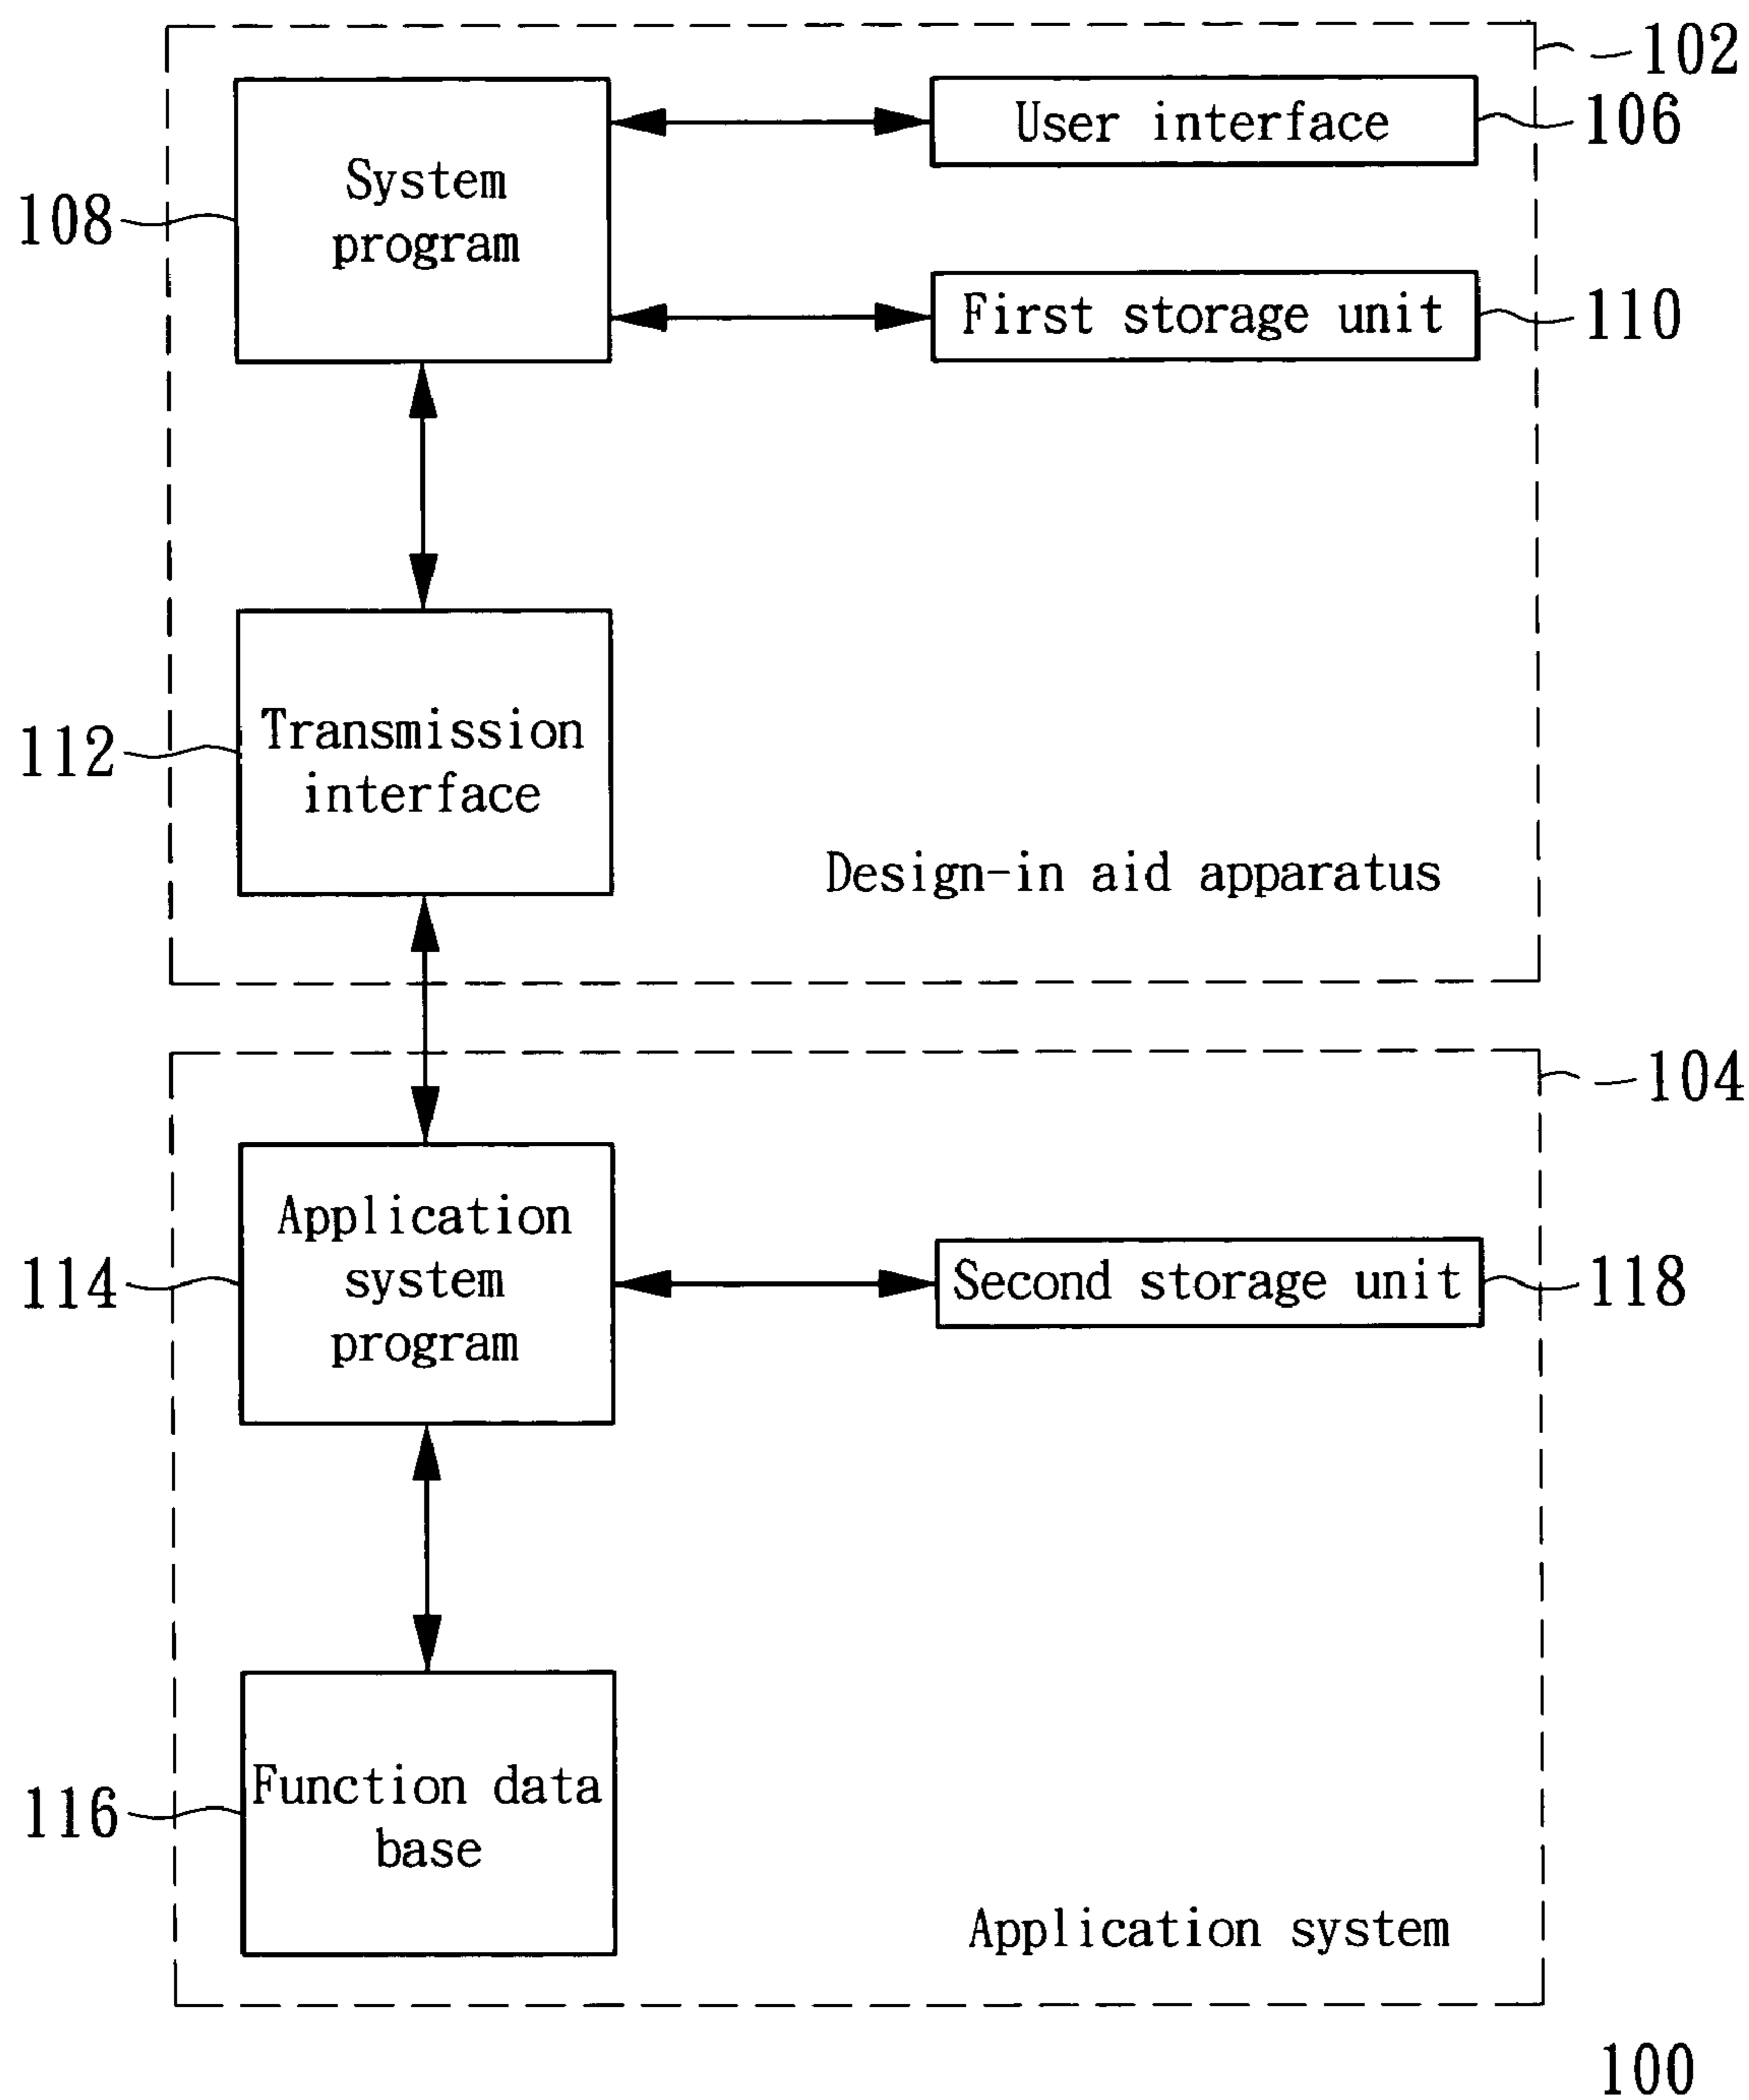 102
User interface
106
System
program
108
First storage unit
110
Transmission
interface
112
Design-in aid apparatus
104
Application
system
program
114
Second storage unit
118
Function data
base
116
Application system
100